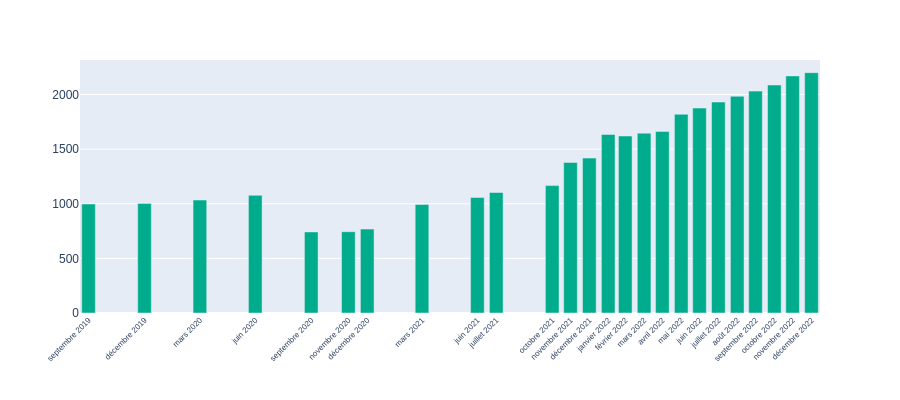 2000
1500
1000
500
0
septembre 2019
décembre 2019
mars 2020
juin 2020
septembre 2020
novembre 2020
décembre 2020
mars 2021
juin 2021
juillet 2021
octobre 2021
novembre 2021
décembre 2021
janvier 2022
février 2022
mars 2022
avril 2022
mai 2022
juin 2022
juillet 2022
août 2022
septembre 2022
octobre 2022
novembre 2022
décembre 2022